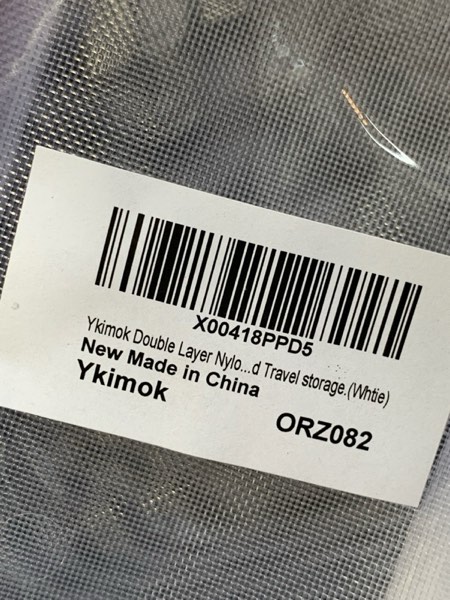 X00418PPD5
Ykimok Double Layer Nylo...d Travel storage.(Whtie)
New Made in China
Ykimok
ORZ082